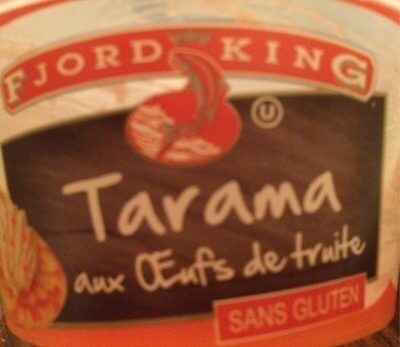 FJORD KING
U
Tarama
aux Œufs de truite
SANS GLUTEN